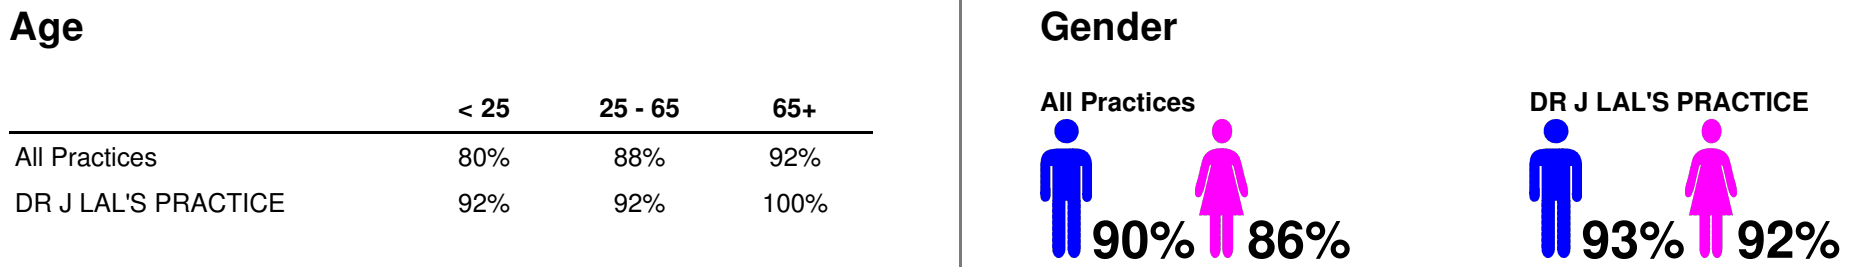 Age
< 25 25 - 65 65+
All Practices 80% 88% 92%
DR J LAL'S PRACTICE 92% 92% 100%
Gender
All Practices DR J LAL'S PRACTICE
90% 86% 93% 92%